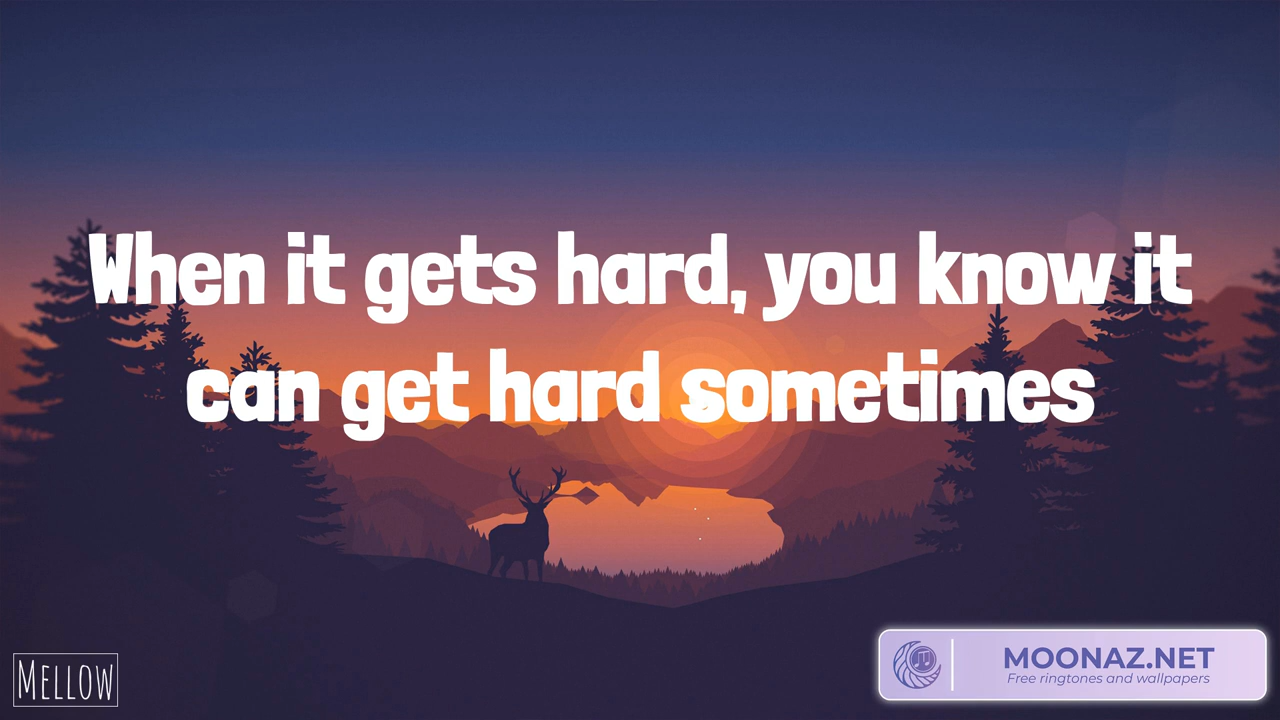 When it gets hard, you know it
can get hard sometimes
MELLOW
MOONAZ.NET
Free ringtones and wallpapers